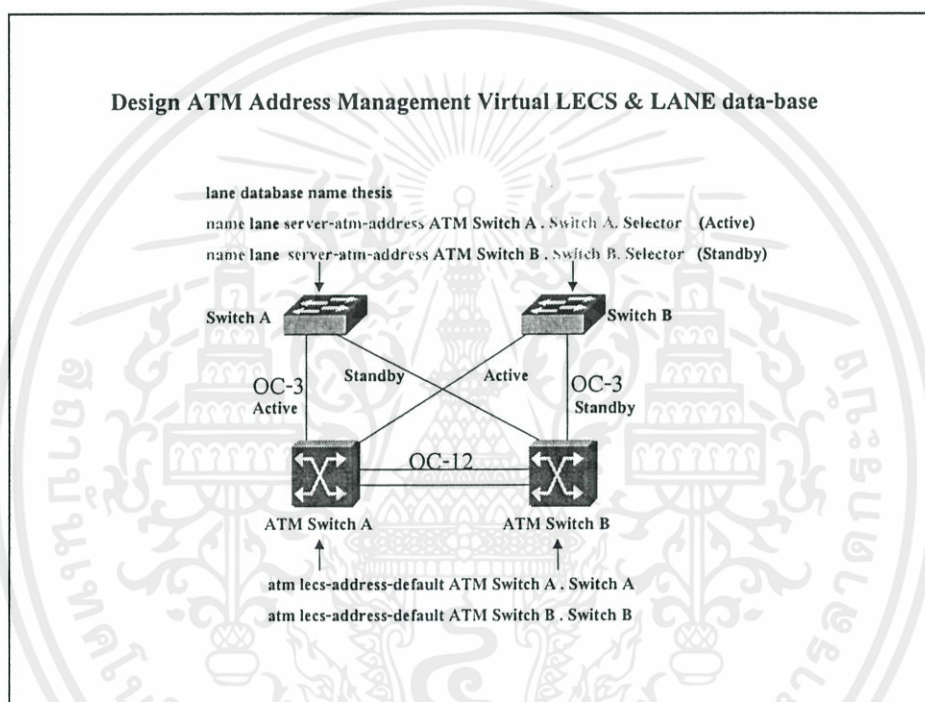 Design ATM Address Management Virtual LECS & LANE data-base
lane database name thesis
name lane server-atm-address ATM Switch A . Switch A. Selector (Active)
name lane server-atm-address ATM Switch B . Switch B. Selector (Standby)
Switch A
Switch B
Standby
Active
OC-3
Active
OC-3
Standby
OC-12
ATM Switch A
ATM Switch B
atm lecs-address-default ATM Switch A . Switch A
atm lecs-address-default ATM Switch B . Switch B